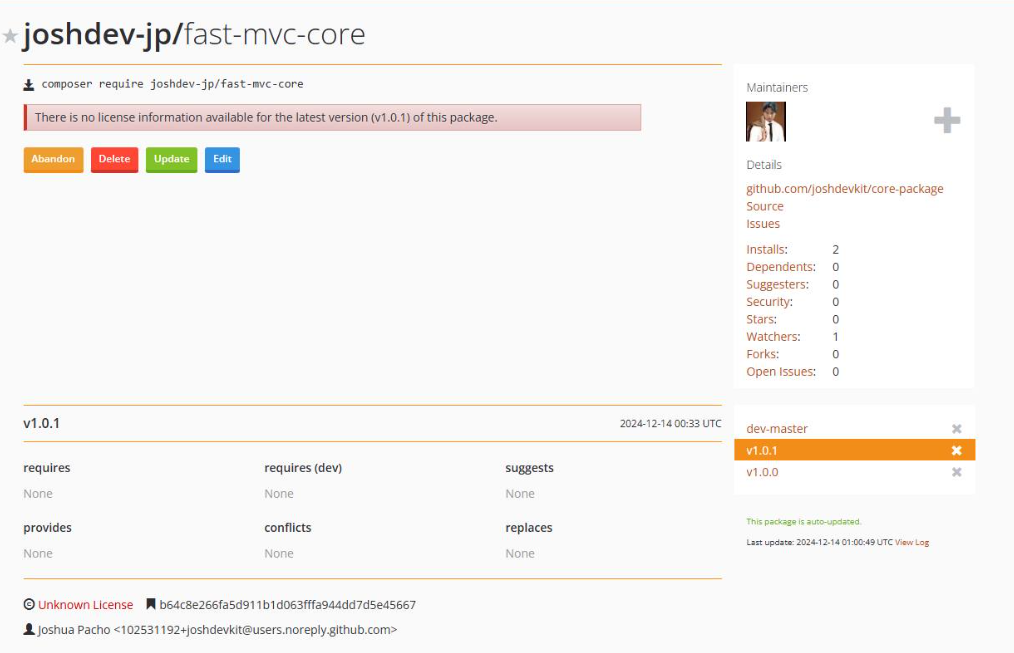 joshdev-jp/fast-mvc-core
composer require joshdev-jp/fast-mvc-core
There is no license information available for the latest version (v1.0.1) of this package.
Abandon Delete Update Edit
Maintainers
Details
github.com/joshdevkit/core-package
Source
Issues
Installs: 2
Dependents: 0
Suggesters: 0
Security: 0
Stars: 0
Watchers: 1
Forks: 0
Open Issues: 0
v1.0.1 2024-12-14 00:33 UTC
requires requires (dev) suggests
None None None
provides conflicts replaces
None None None
dev-master
v1.0.1
v1.0.0
This package is auto-updated.
Last update: 2024-12-14 01:00:49 UTC View Log
Unknown License b64c8e266fa5d911b1d063fffa944dd7d5e45667
Joshua Pacho <102531192+joshdevkit@users.noreply.github.com>